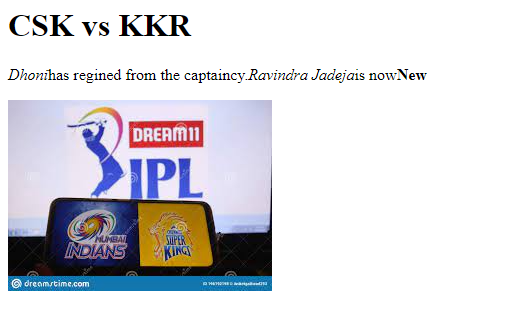 CSK vs KKR
Dhonihas regined from the captaincy.Ravindra Jadejais nowNew
DREAM11
IPL
MUMBAI
INDIANS
SUPER
KINGS
dreamstime.com